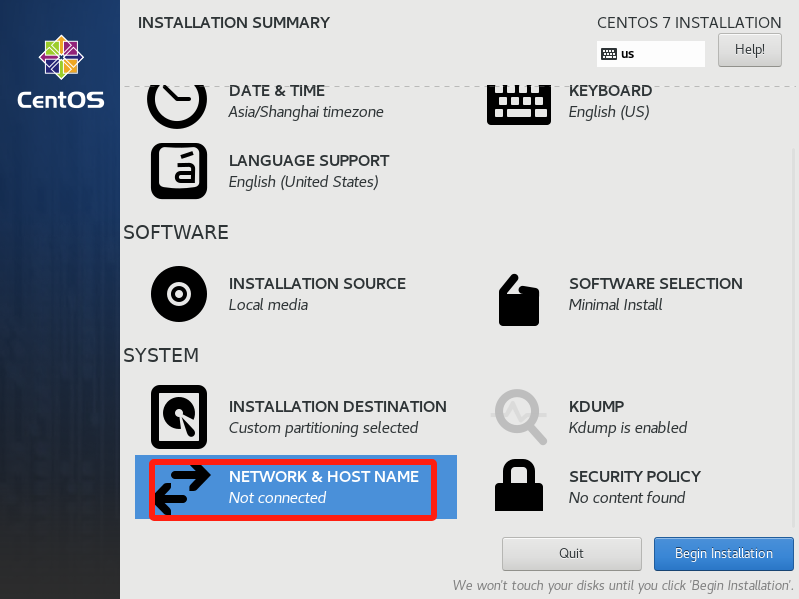 INSTALLATION SUMMARY
CENTOS 7 INSTALLATION
us
Help!
CentOS
DATE & TIME
Asia/Shanghai timezone
KEYBOARD
English (US)
LANGUAGE SUPPORT
English (United States)
SOFTWARE
INSTALLATION SOURCE
Local media
SOFTWARE SELECTION
Minimal Install
SYSTEM
INSTALLATION DESTINATION
Custom partitioning selected
KDUMP
Kdump is enabled
NETWORK & HOST NAME
Not connected
SECURITY POLICY
No content found
Quit
Begin Installation
We won't touch your disks until you click 'Begin Installation'.